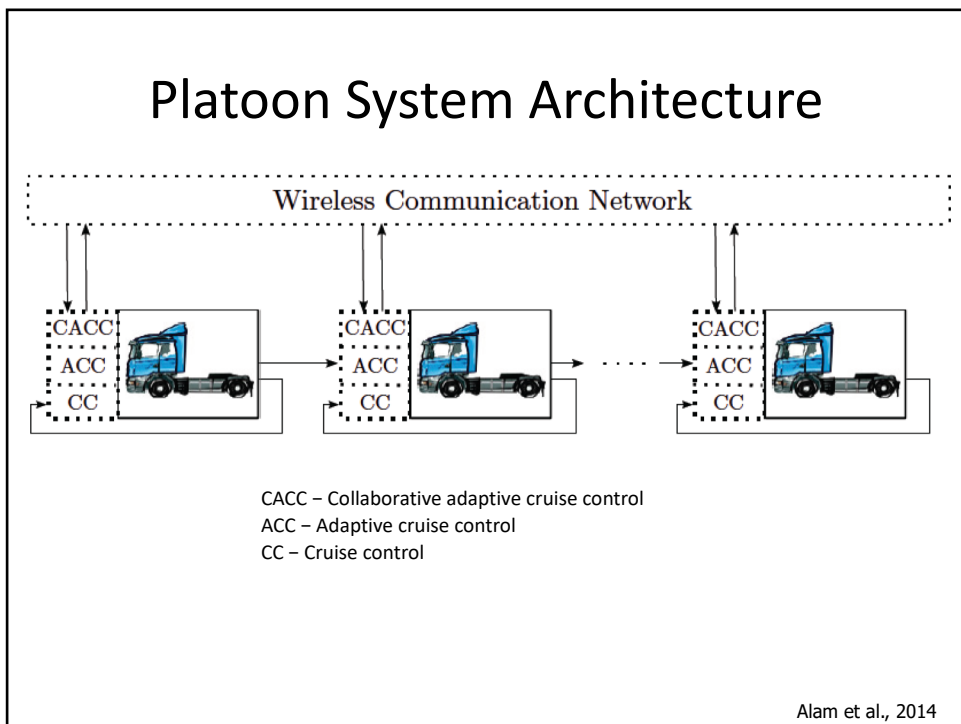 Platoon System Architecture
Wireless Communication Network
CACC CACC CACC
ACC ACC ACC
CC CC CC
CACC – Collaborative adaptive cruise control
ACC – Adaptive cruise control
CC – Cruise control
Alam et al., 2014